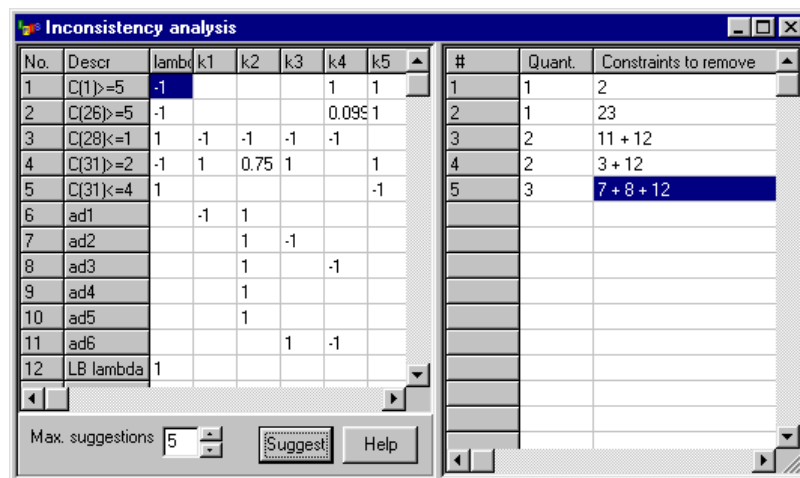 Inconsistency analysis
No. Descr lambd k1 k2 k3 k4 k5
1 C(1)>=5 -1 1 1
2 C(26)>=5 -1 0.099 1
3 C(28)<=1 1 -1 -1 -1 -1
4 C(31)>=2 -1 1 0.75 1 1
5 C(31)<=4 1 -1
6 ad1 -1 1
7 ad2 1 -1
8 ad3 1 -1
9 ad4 1
10 ad5 1
11 ad6 1 -1
12 LB lambda 1
Max. suggestions 5 Suggest Help
# Quant. Constraints to remove
1 1 2
2 1 23
3 2 11 + 12
4 2 3 + 12
5 3 7 + 8 + 12